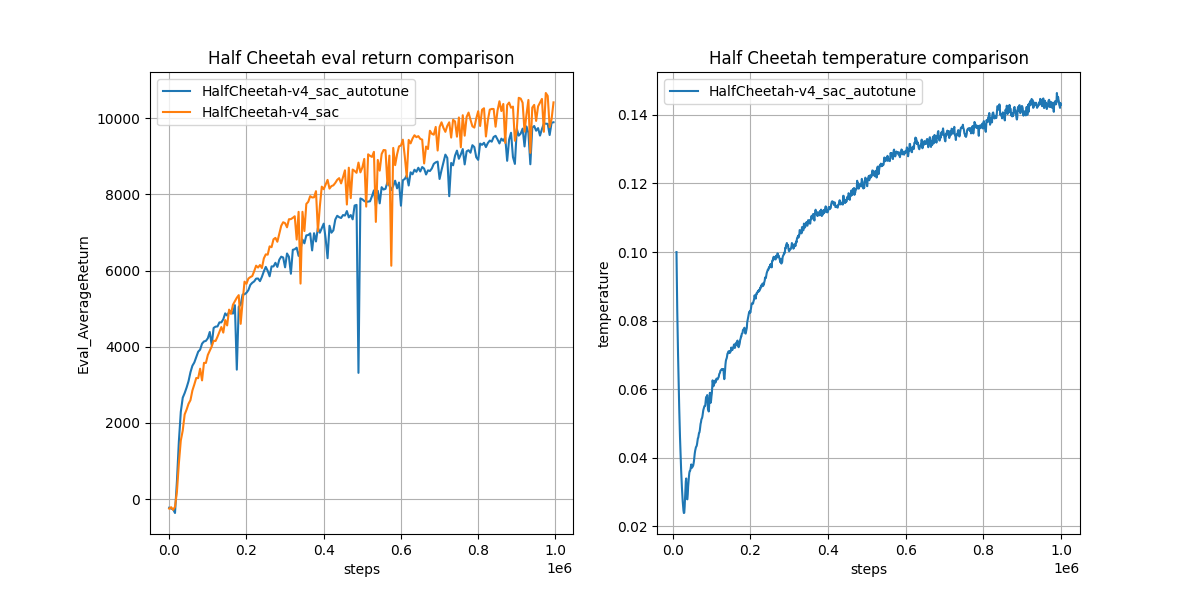 Half Cheetah eval return comparison
HalfCheetah-v4_sac_autotune
HalfCheetah-v4_sac
Eval_AverageReturn
10000
8000
6000
4000
2000
0
0.0 0.2 0.4 0.6 0.8 1.0
1e6
steps
Half Cheetah temperature comparison
HalfCheetah-v4_sac_autotune
temperature
0.14
0.12
0.10
0.08
0.06
0.04
0.02
0.0 0.2 0.4 0.6 0.8 1.0
1e6
steps